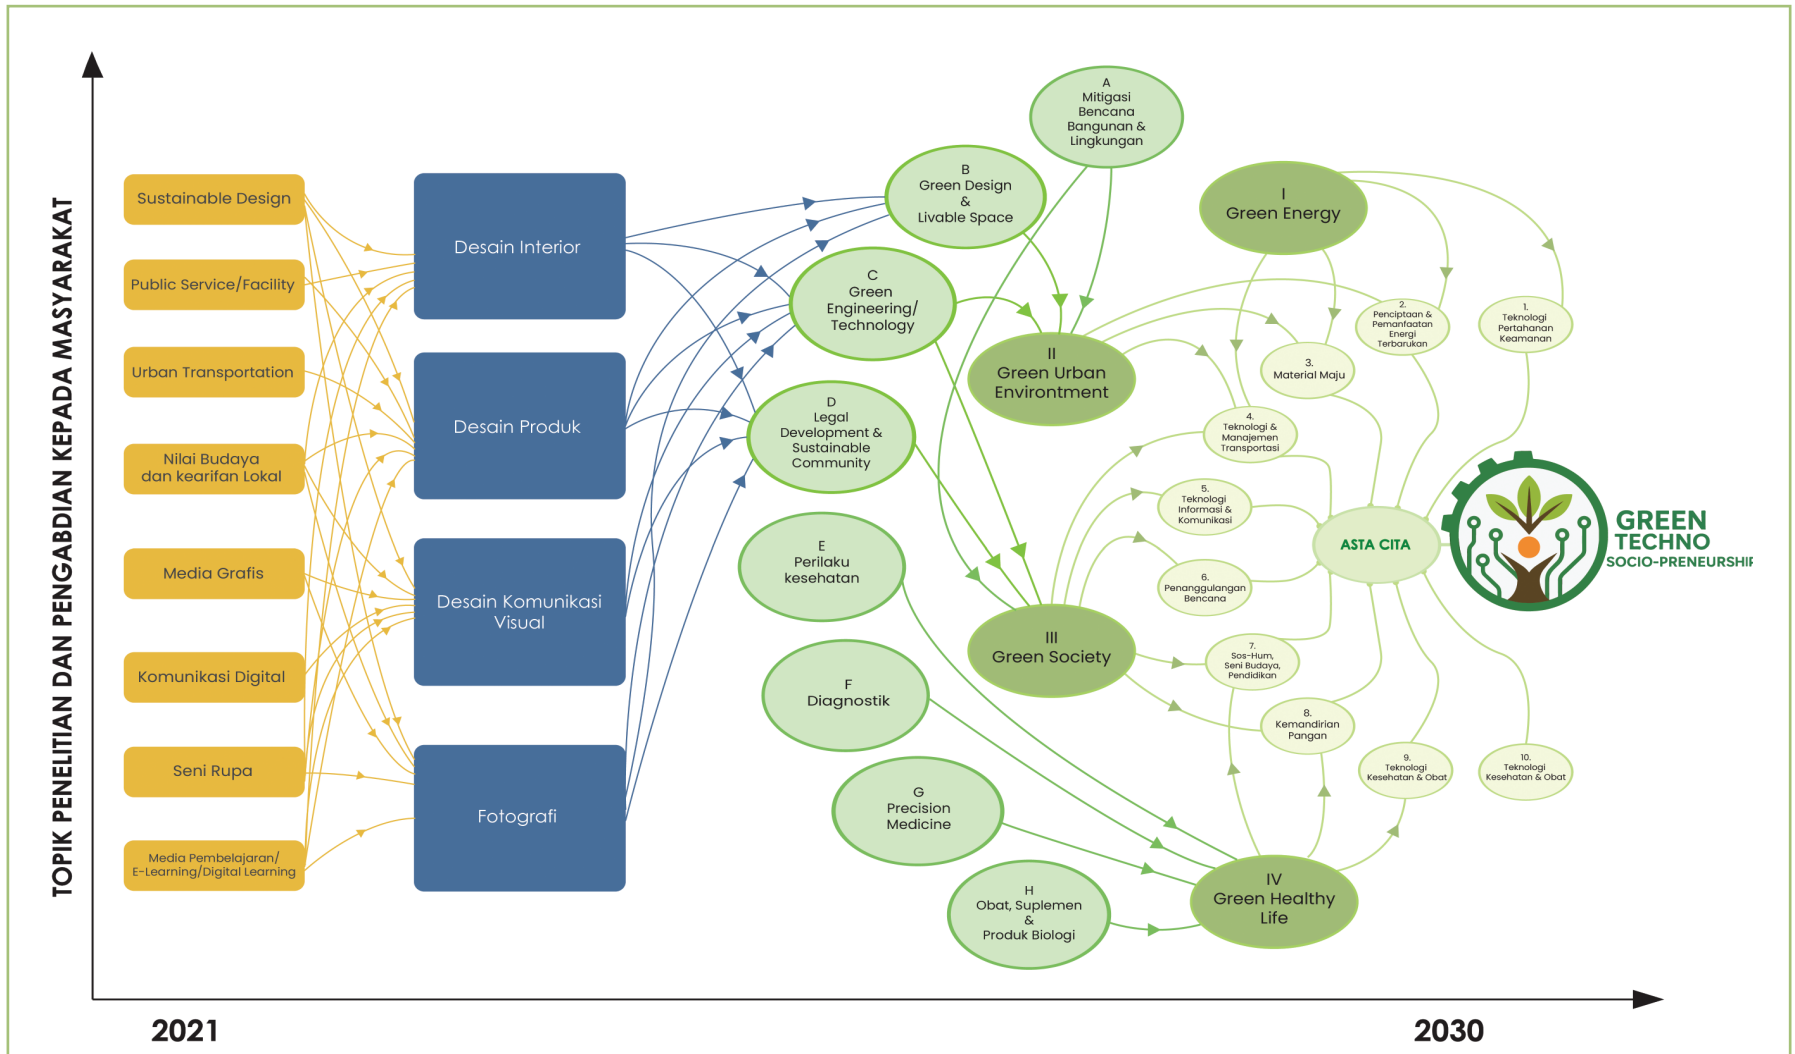 TOPIK PENELITIAN DAN PENGABDIAN KEPADA MASYARAKAT
Sustainable Design
Public Service/Facility
Urban Transportation
Nilai Budaya
dan kearifan Lokal
Media Grafis
Komunikasi Digital
Seni Rupa
Media Pembelajaran/
E-Learning/Digital Learning
Desain Interior
Desain Produk
Desain Komunikasi
Visual
Fotografi
A
Mitigasi
Bencana
Bangunan &
Lingkungan
B
Green Design
&
Livable Space
C
Green
Engineering/
Technology
D
Legal
Development &
Sustainable
Community
E
Perilaku
kesehatan
F
Diagnostik
G
Precision
Medicine
H
Obat, Suplemen
&
Produk Biologi
I
Green Energy
II
Green Urban
Environtment
III
Green Society
IV
Green Healthy
Life
1.
Teknologi
Pertahanan
Keamanan
2.
Penciptaan &
Pemanfaatan
Energi
Terbarukan
3.
Material Maju
4.
Teknologi &
Manajemen
Transportasi
5.
Teknologi
Informasi &
Komunikasi
6.
Penanggulangan
Bencana
7.
Sos-Hum,
Seni Budaya,
Pendidikan
8.
Kemandirian
Pangan
9.
Teknologi
Kesehatan & Obat
10.
Teknologi
Kesehatan & Obat
ASTA CITA
GREEN
TECHNO
SOCIO-PRENEURSHIP
2021
2030